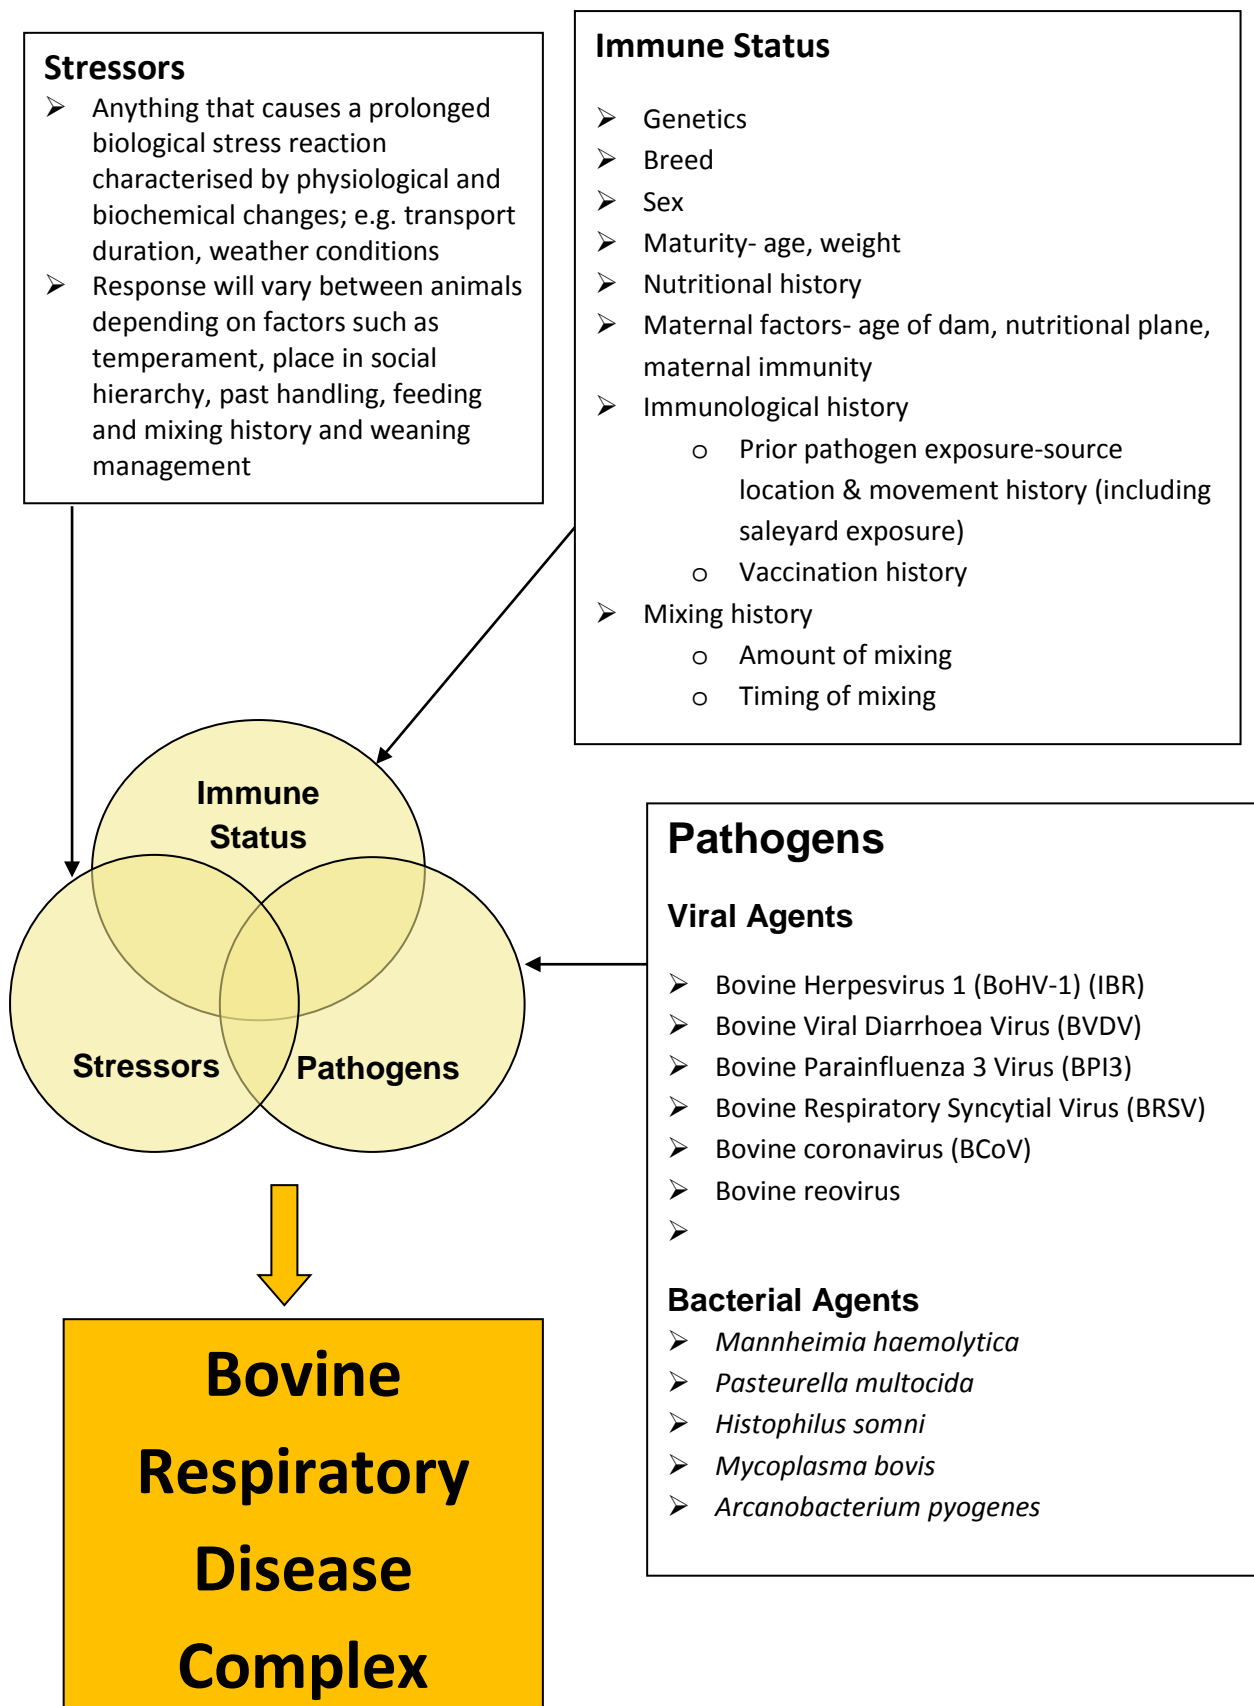 Stressors
➢ Anything that causes a prolonged
biological stress reaction
characterised by physiological and
biochemical changes; e.g. transport
duration, weather conditions
➢ Response will vary between animals
depending on factors such as
temperament, place in social
hierarchy, past handling, feeding
and mixing history and weaning
management
Immune Status
➢ Genetics
➢ Breed
➢ Sex
➢ Maturity- age, weight
➢ Nutritional history
➢ Maternal factors- age of dam, nutritional plane,
maternal immunity
➢ Immunological history
o Prior pathogen exposure-source
location & movement history (including
saleyard exposure)
o Vaccination history
➢ Mixing history
o Amount of mixing
o Timing of mixing
Immune
Status
Stressors
Pathogens
Pathogens
Viral Agents
➢ Bovine Herpesvirus 1 (BoHV-1) (IBR)
➢ Bovine Viral Diarrhoea Virus (BVDV)
➢ Bovine Parainfluenza 3 Virus (BPI3)
➢ Bovine Respiratory Syncytial Virus (BRSV)
➢ Bovine coronavirus (BCoV)
➢ Bovine reovirus
➢
Bacterial Agents
➢ Mannheimia haemolytica
➢ Pasteurella multocida
➢ Histophilus somni
➢ Mycoplasma bovis
➢ Arcanobacterium pyogenes
Bovine
Respiratory
Disease
Complex